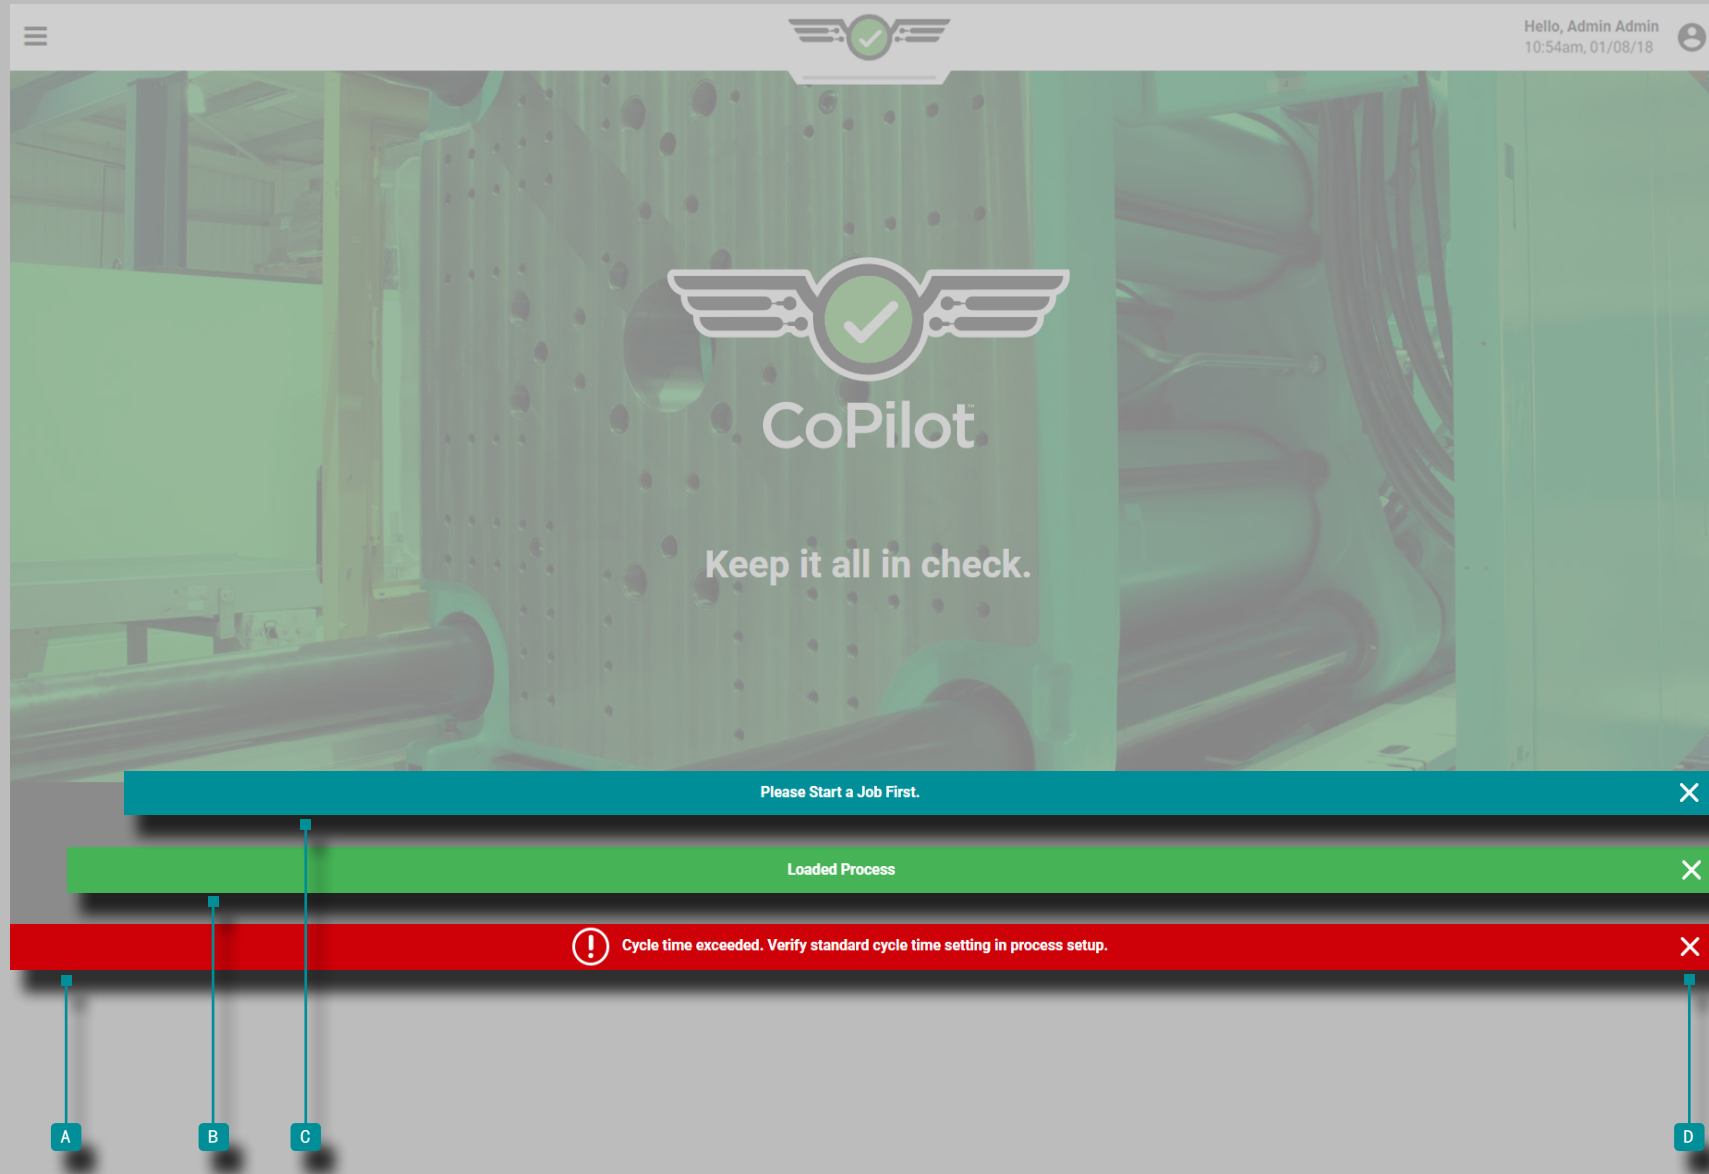 Hello, Admin Admin
10:54am, 01/08/18
CoPilot™
Keep it all in check.
Please Start a Job First.
Loaded Process
Cycle time exceeded. Verify standard cycle time setting in process setup.
A
B
C
D